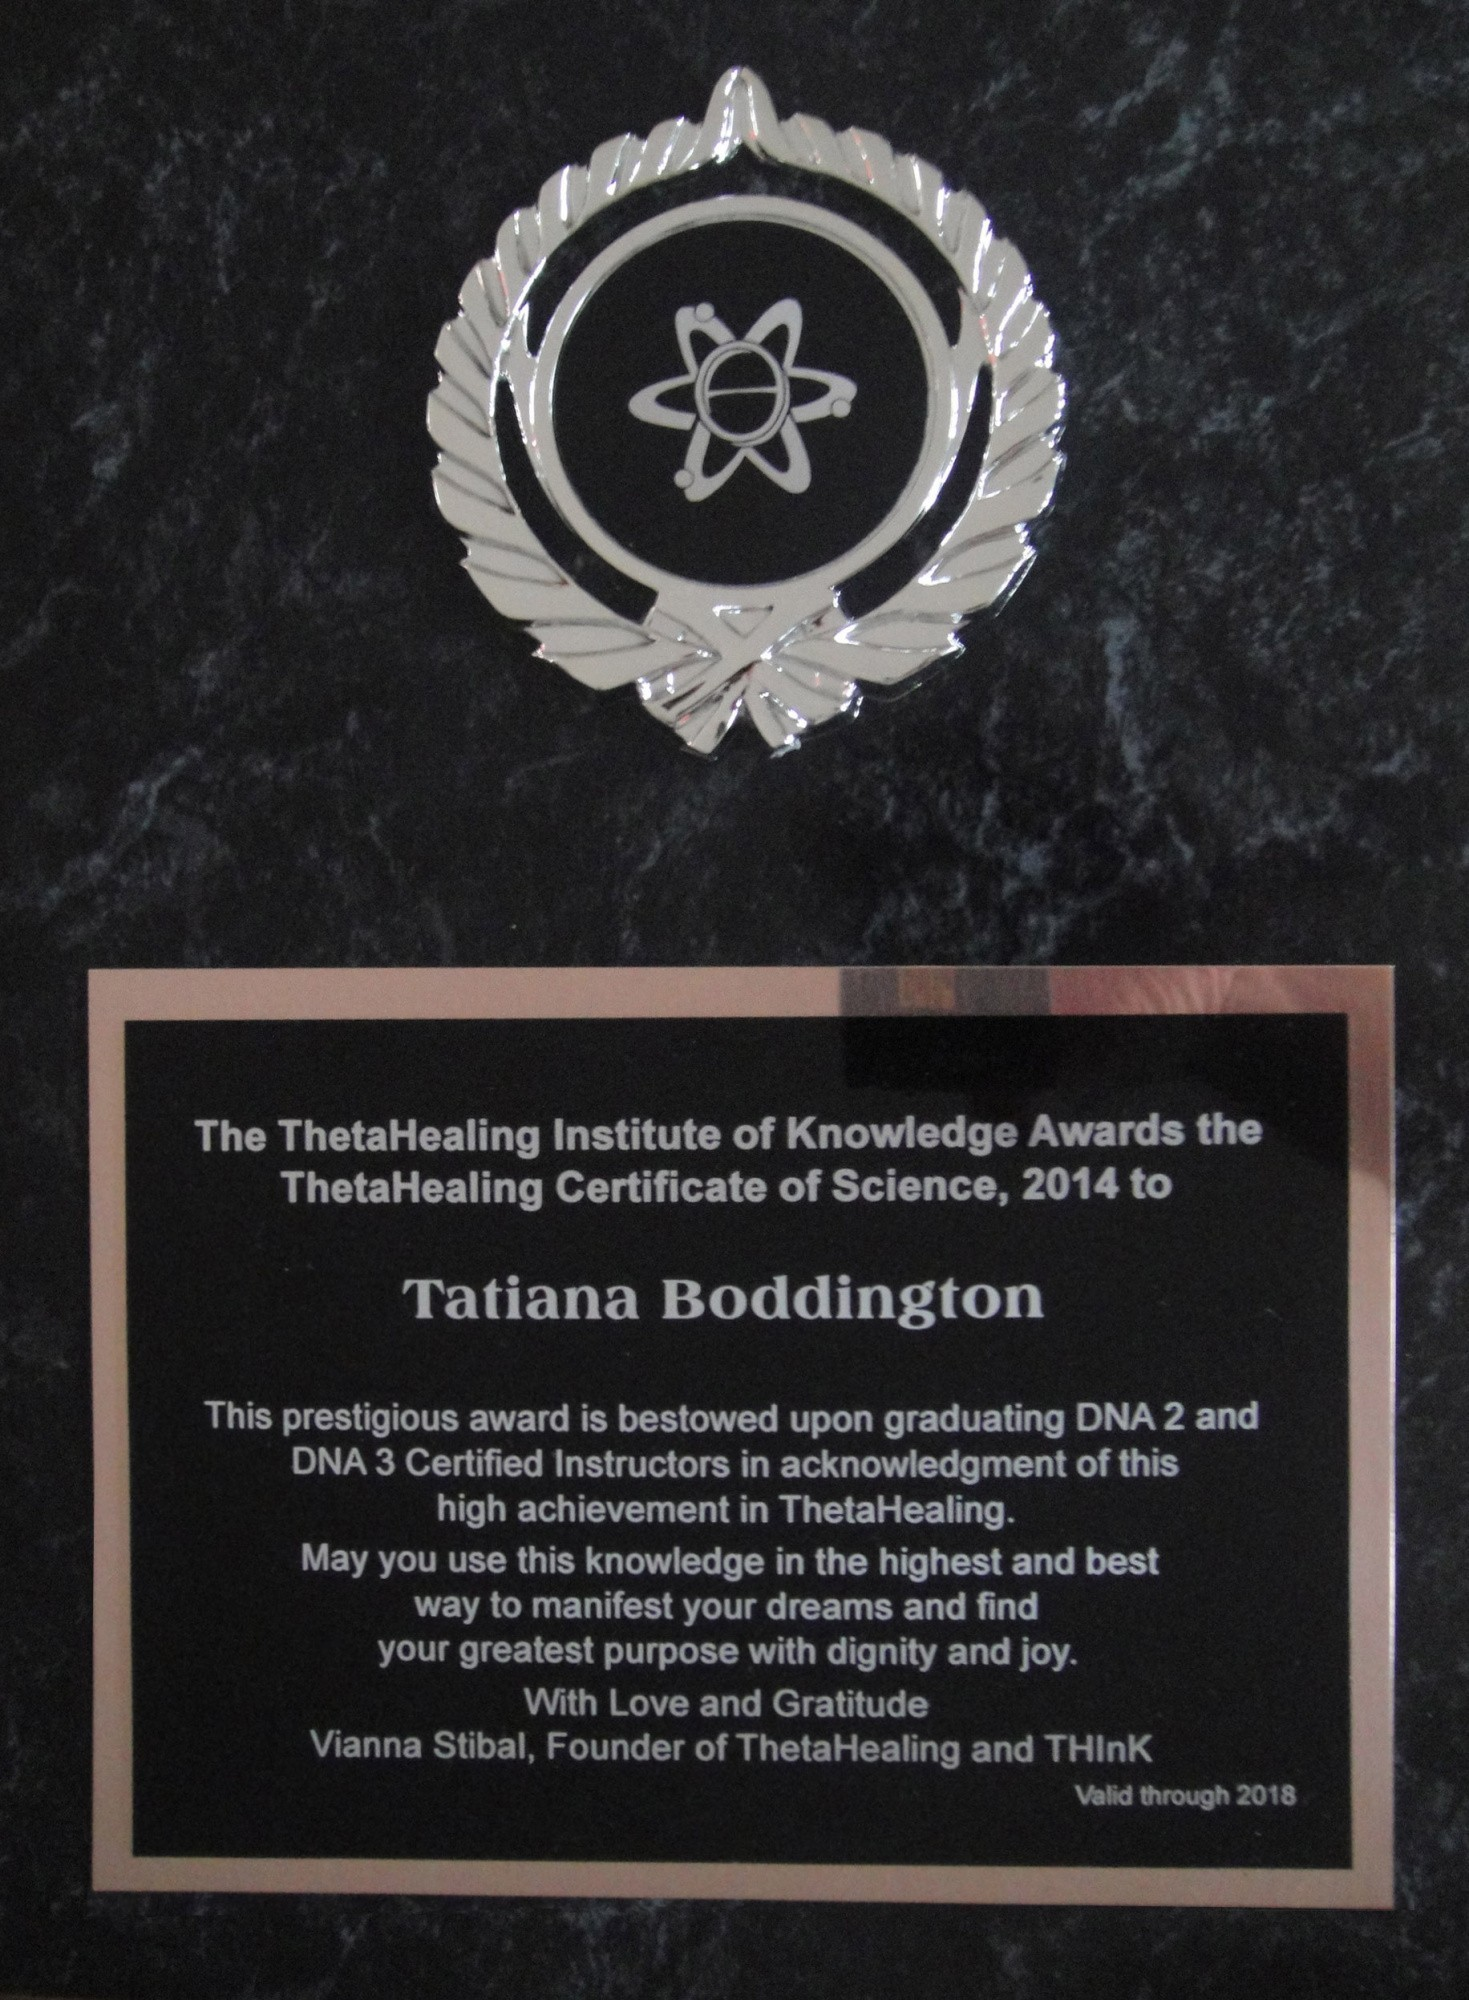 The ThetaHealing Institute of Knowledge Awards the
ThetaHealing Certificate of Science, 2014 to
Tatiana Boddington
This prestigious award is bestowed upon graduating DNA 2 and
DNA 3 Certified Instructors in acknowledgment of this
high achievement in ThetaHealing.
May you use this knowledge in the highest and best
way to manifest your dreams and find
your greatest purpose with dignity and joy.
With Love and Gratitude
Vianna Stibal, Founder of ThetaHealing and THInK
Valid through 2018